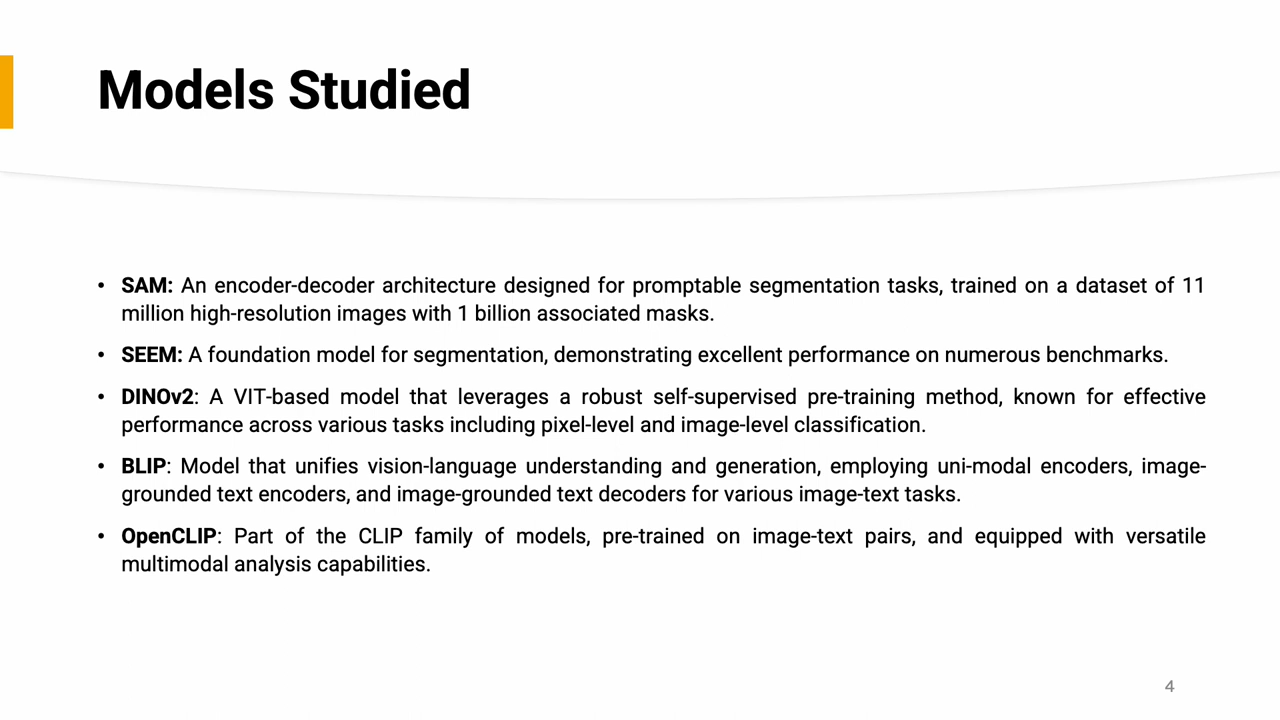 Models Studied
• SAM: An encoder-decoder architecture designed for promptable segmentation tasks, trained on a dataset of 11
million high-resolution images with 1 billion associated masks.
• SEEM: A foundation model for segmentation, demonstrating excellent performance on numerous benchmarks.
• DINOv2: A VIT-based model that leverages a robust self-supervised pre-training method, known for effective
performance across various tasks including pixel-level and image-level classification.
• BLIP: Model that unifies vision-language understanding and generation, employing uni-modal encoders, image-
grounded text encoders, and image-grounded text decoders for various image-text tasks.
• OpenCLIP: Part of the CLIP family of models, pre-trained on image-text pairs, and equipped with versatile
multimodal analysis capabilities.
4